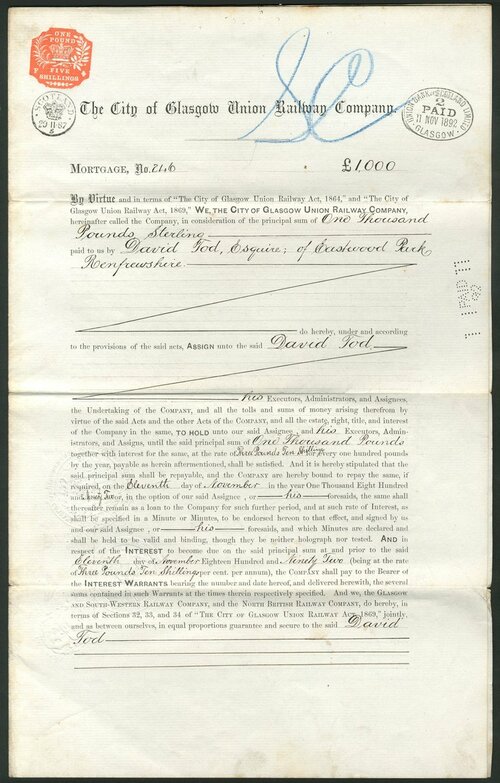 ONE
POUND
F
FIVE
SHILLINGS
SCOTLAND
29·11·87
The City of Glasgow Union Railway Company.
UNION BANK OF SCOTLAND LIMITED
2
PAID
11 NOV 1892
GLASGOW
MORTGAGE, No. 2146
£1,000
By Virtue and in terms of "The City of Glasgow Union Railway Act, 1864," and "The City of
Glasgow Union Railway Act, 1869," WE, THE CITY OF GLASGOW UNION RAILWAY COMPANY,
hereinafter called the Company, in consideration of the principal sum of One Thousand
Pounds Sterling
paid to us by David Tod, Esquire, of Eastwood Park,
Renfrewshire
do hereby, under and according
to the provisions of the said acts, ASSIGN unto the said David Tod
his Executors, Administrators, and Assignees,
the Undertaking of the COMPANY, and all the tolls and sums of money arising therefrom by
virtue of the said Acts and the other Acts of the COMPANY, and all the estate, right, title, and interest
of the Company in the same, TO HOLD unto our said Assignee and his Executors, Admin-
istrators, and Assigns, until the said principal sum of One Thousand Pounds
together with interest for the same, at the rate of Three Pounds Ten Shillings for every one hundred pounds
by the year, payable as herein aftermentioned, shall be satisfied. And it is hereby stipulated that the
said principal sum shall be repayable, and the COMPANY are hereby bound to repay the same, if
required, on the Eleventh day of November in the year One Thousand Eight Hundred
and Ninety Two or, in the option of our said Assignee, or his foresaids, the same shall
thereafter remain as a loan to the Company for such further period, and at such rate of Interest, as
shall be specified in a Minute or Minutes, to be endorsed hereon to that effect, and signed by us
and our said Assignee, or his foresaids, and which Minutes are declared and
shall be held to be valid and binding, though they be neither holograph nor tested. AND in
respect of the INTEREST to become due on the said principal sum at and prior to the said
Eleventh day of November Eighteen Hundred and Ninety Two (being at the rate
of Three Pounds Ten Shillings per cent. per annum), the COMPANY shall pay to the Bearer of
the INTEREST WARRANTS bearing the number and date hereof, and delivered herewith, the several
sums contained in such Warrants at the times therein respectively specified. And we, the GLASGOW
AND SOUTH-WESTERN RAILWAY COMPANY, and the NORTH BRITISH RAILWAY COMPANY, do hereby, in
terms of Sections 32, 33, and 34 of "THE CITY OF GLASGOW UNION RAILWAY ACT, 1869," jointly,
and as between ourselves, in equal proportions guarantee and secure to the said David
Tod